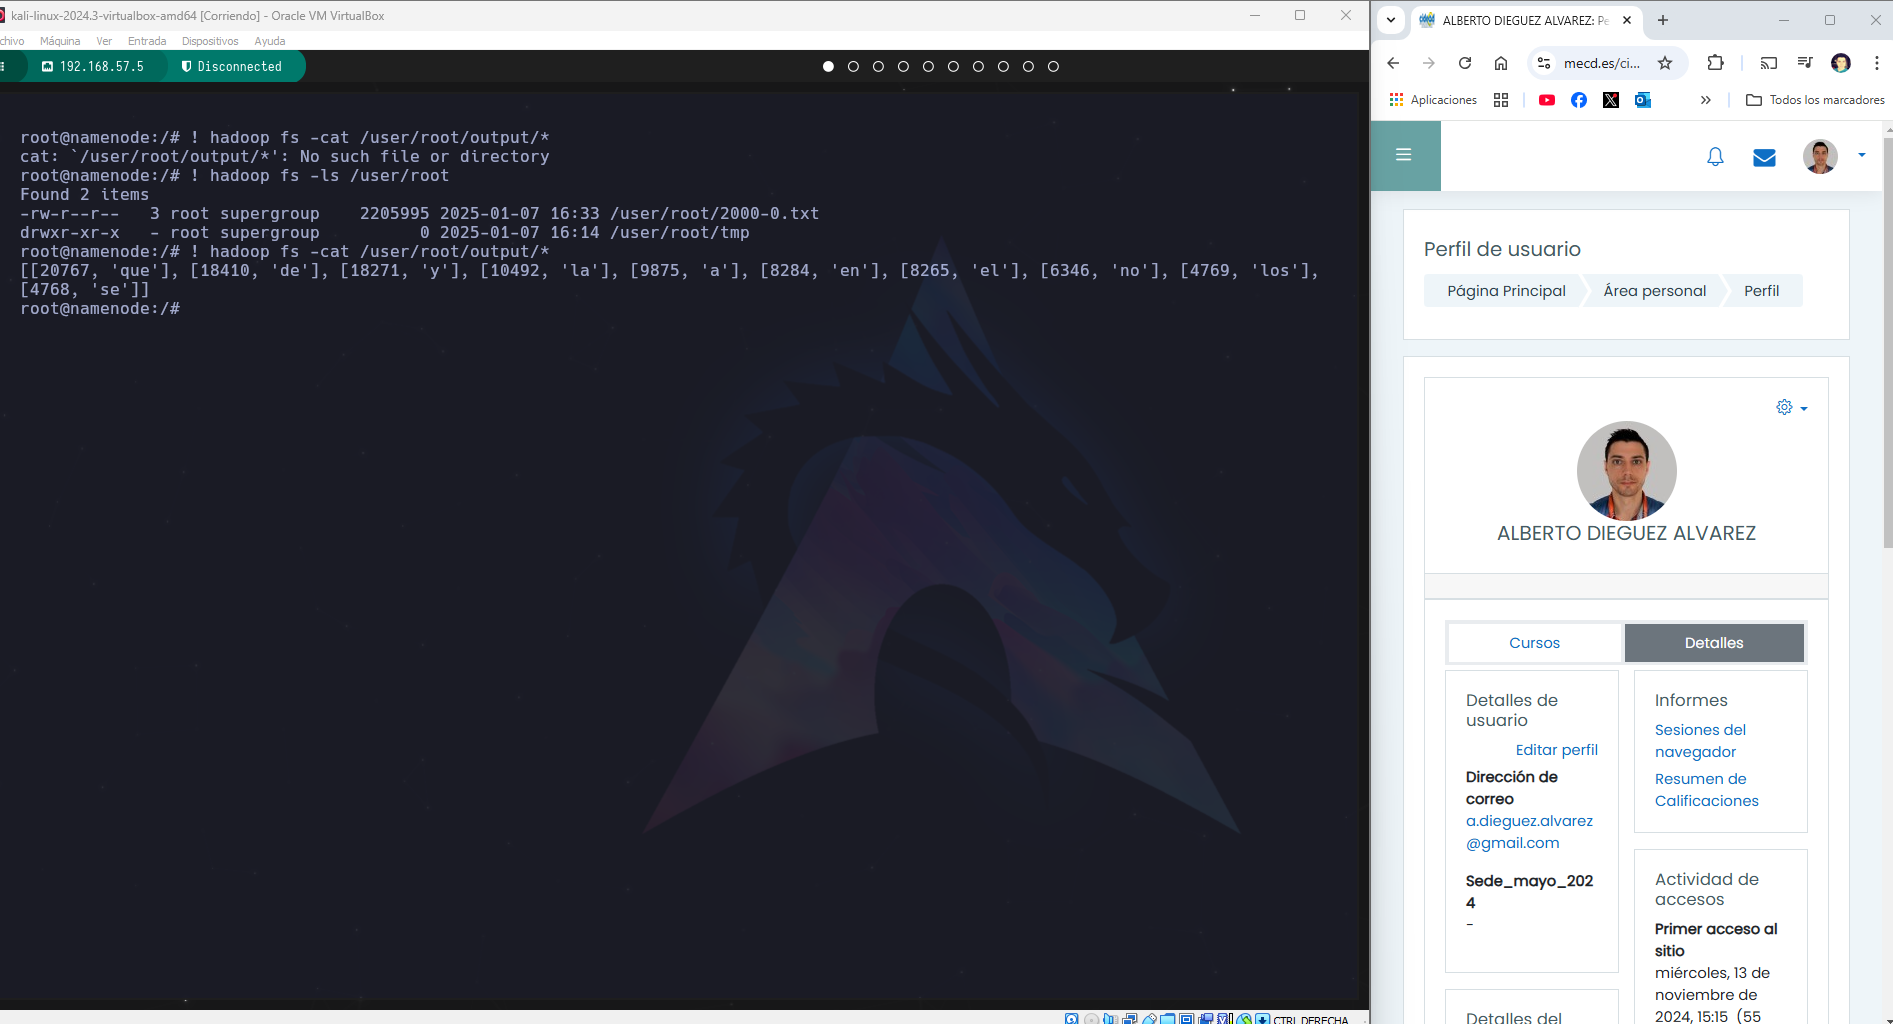 kali-linux-2024.3-virtualbox-amd64 [Corriendo] - Oracle VM VirtualBox
Máquina Ver Entrada Dispositivos Ayuda
192.168.57.5 Disconnected
root@namenode:/# ! hadoop fs -cat /user/root/output/*
cat: `/user/root/output/*': No such file or directory
root@namenode:/# ! hadoop fs -ls /user/root
Found 2 items
-rw-r--r--   3 root supergroup    2205995 2025-01-07 16:33 /user/root/2000-0.txt
drwxr-xr-x   - root supergroup          0 2025-01-07 16:14 /user/root/tmp
root@namenode:/# ! hadoop fs -cat /user/root/output/*
[[20767, 'que'], [18410, 'de'], [18271, 'y'], [10492, 'la'], [9875, 'a'], [8284, 'en'], [8265, 'el'], [6346, 'no'], [4769, 'los'],
[4768, 'se']]
root@namenode:/#
CTRL DERECHA
ALBERTO DIEGUEZ ALVAREZ: Pe
mecd.es/ci...
Aplicaciones
Todos los marcadores
Perfil de usuario
Página Principal
Área personal
Perfil
ALBERTO DIEGUEZ ALVAREZ
Cursos
Detalles
Detalles de
usuario
Editar perfil
Dirección de
correo
a.dieguez.alvarez
@gmail.com
Sede_mayo_202
4
-
Detalles del
Informes
Sesiones del
navegador
Resumen de
Calificaciones
Actividad de
accesos
Primer acceso al
sitio
miércoles, 13 de
noviembre de
2024, 15:15 (55